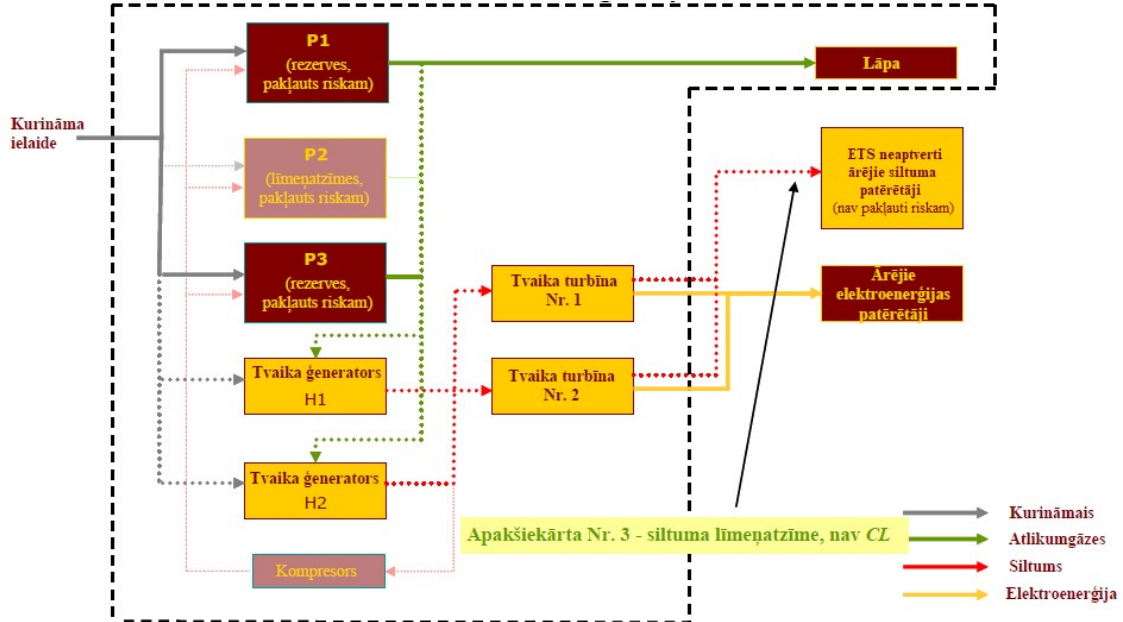 P1
(rezerves,
pakļauts riskam)
Lāpa
Kurināma
ielaide
P2
(līmeņatzīmes,
pakļauts riskam)
ETS neaptverti
ārējie siltuma
patērētāji
(nav pakļauti riskam)
P3
(rezerves,
pakļauts riskam)
Tvaika turbīna
Nr. 1
Ārējie
elektroenerģijas
patērētāji
Tvaika ģenerators
H1
Tvaika turbīna
Nr. 2
Tvaika ģenerators
H2
Apakšiekārta Nr. 3 - siltuma līmeņatzīme, nav CL
Kompresors
Kurināmais
Atlikumgāzes
Siltums
Elektroenerģija